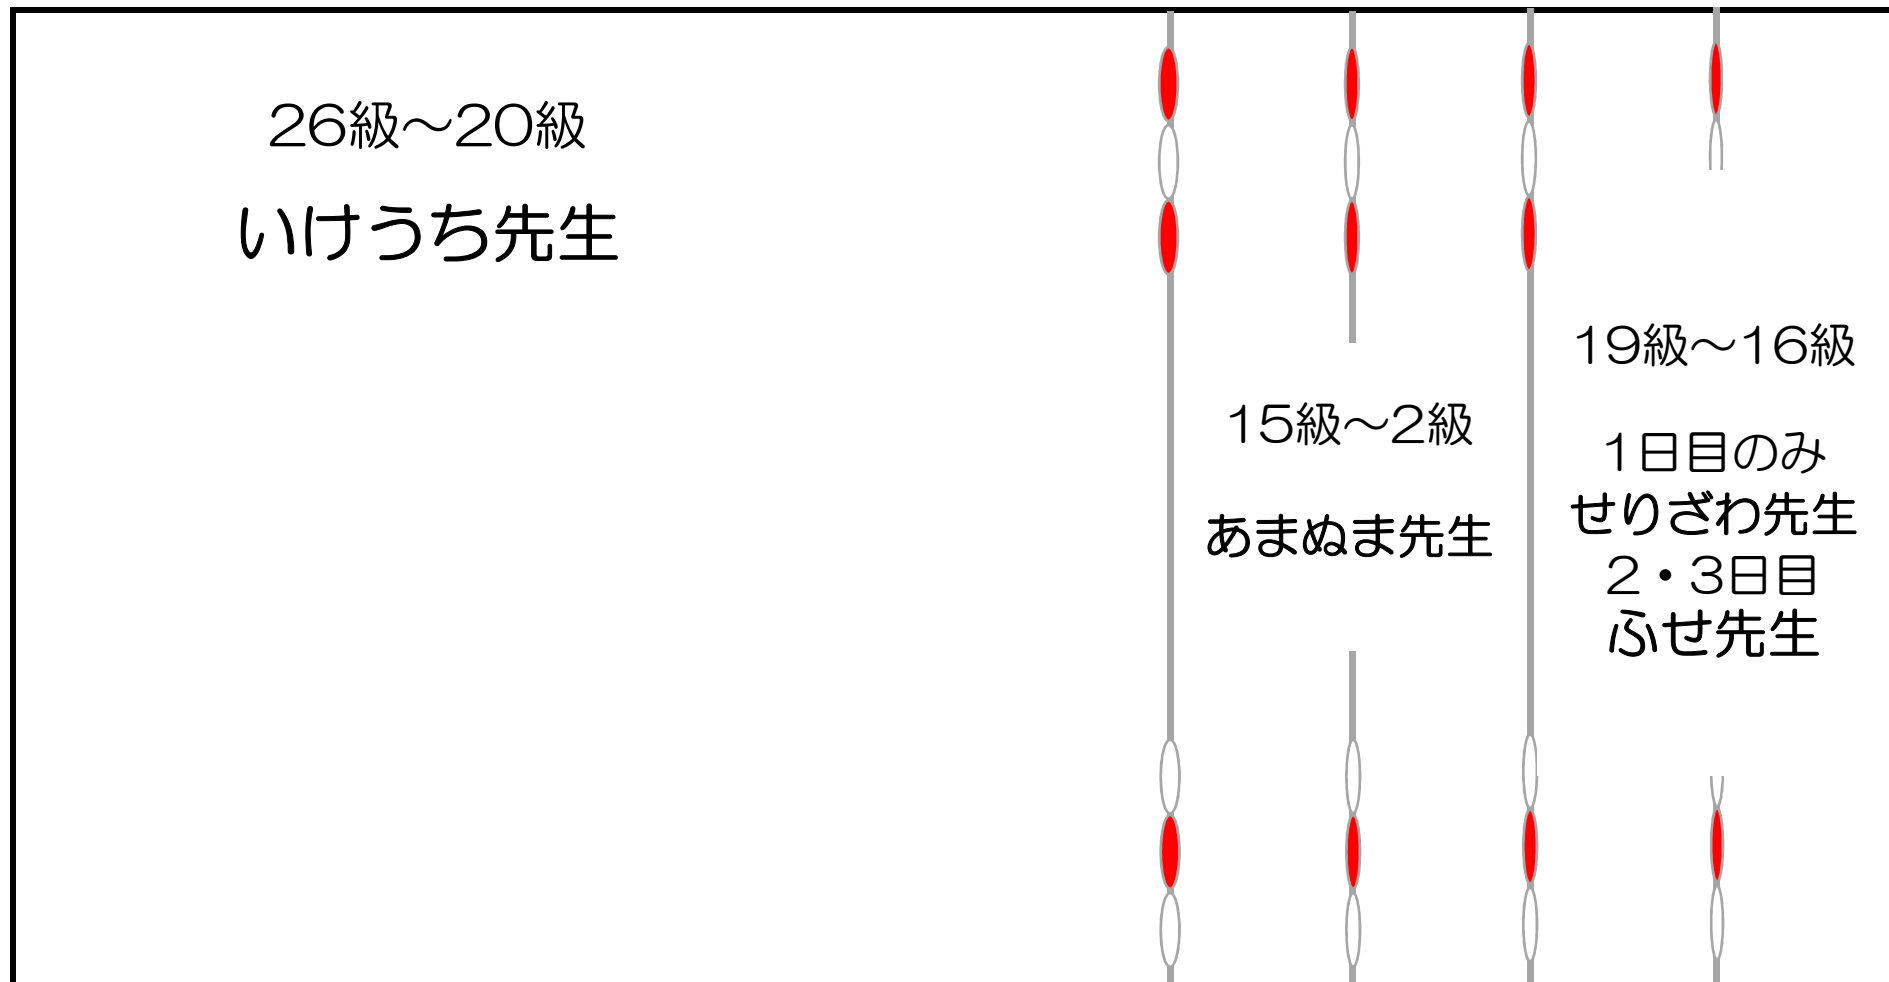 26級～20級
いけうち先生
15級～2級
あまぬま先生
19級～16級
1日目のみ
せりざわ先生
2・3日目
ふせ先生